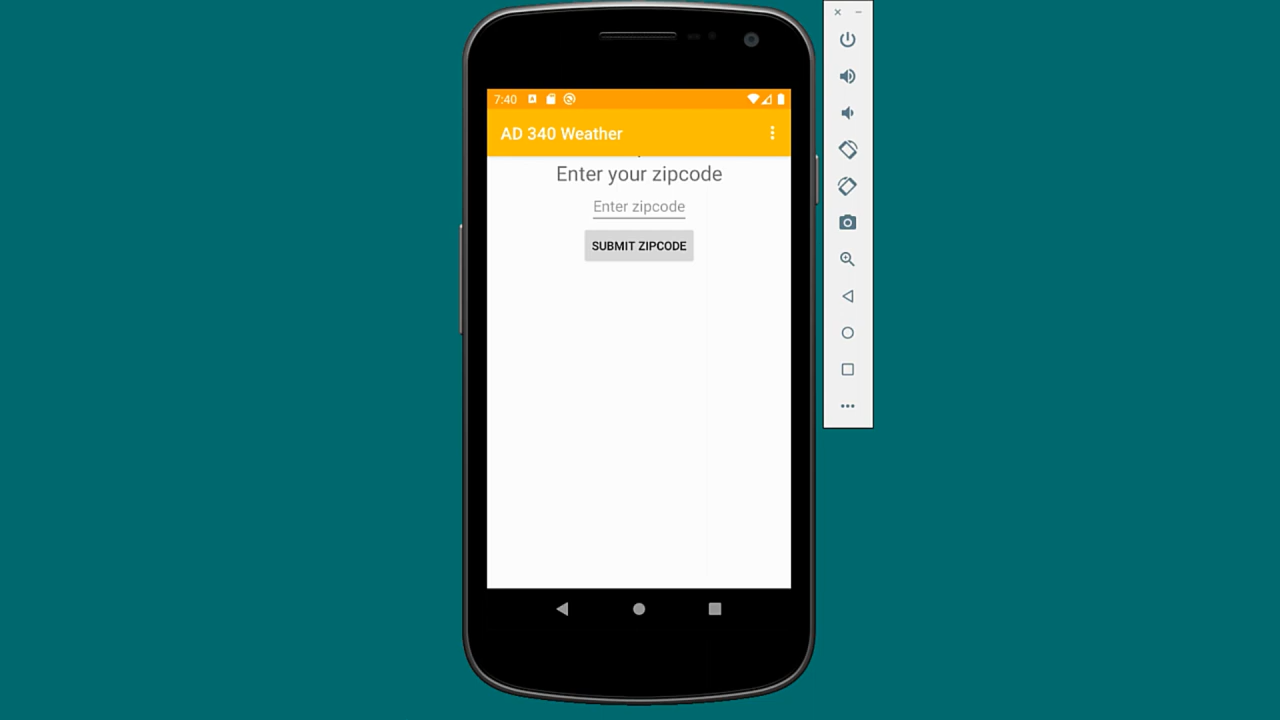 7:40
AD 340 Weather
Enter your zipcode
Enter zipcode
SUBMIT ZIPCODE